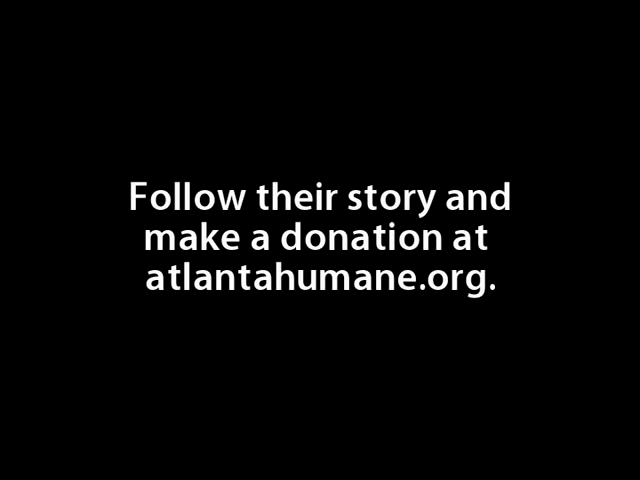 Follow their story and
make a donation at
atlantahumane.org.